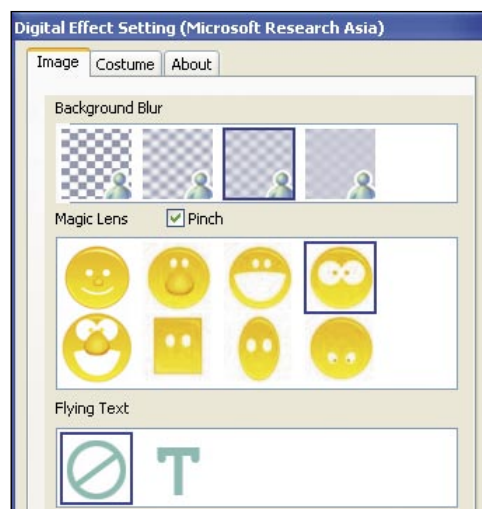 Digital Effect Setting (Microsoft Research Asia)
Image Costume About
Background Blur
Magic Lens Pinch
Flying Text
T